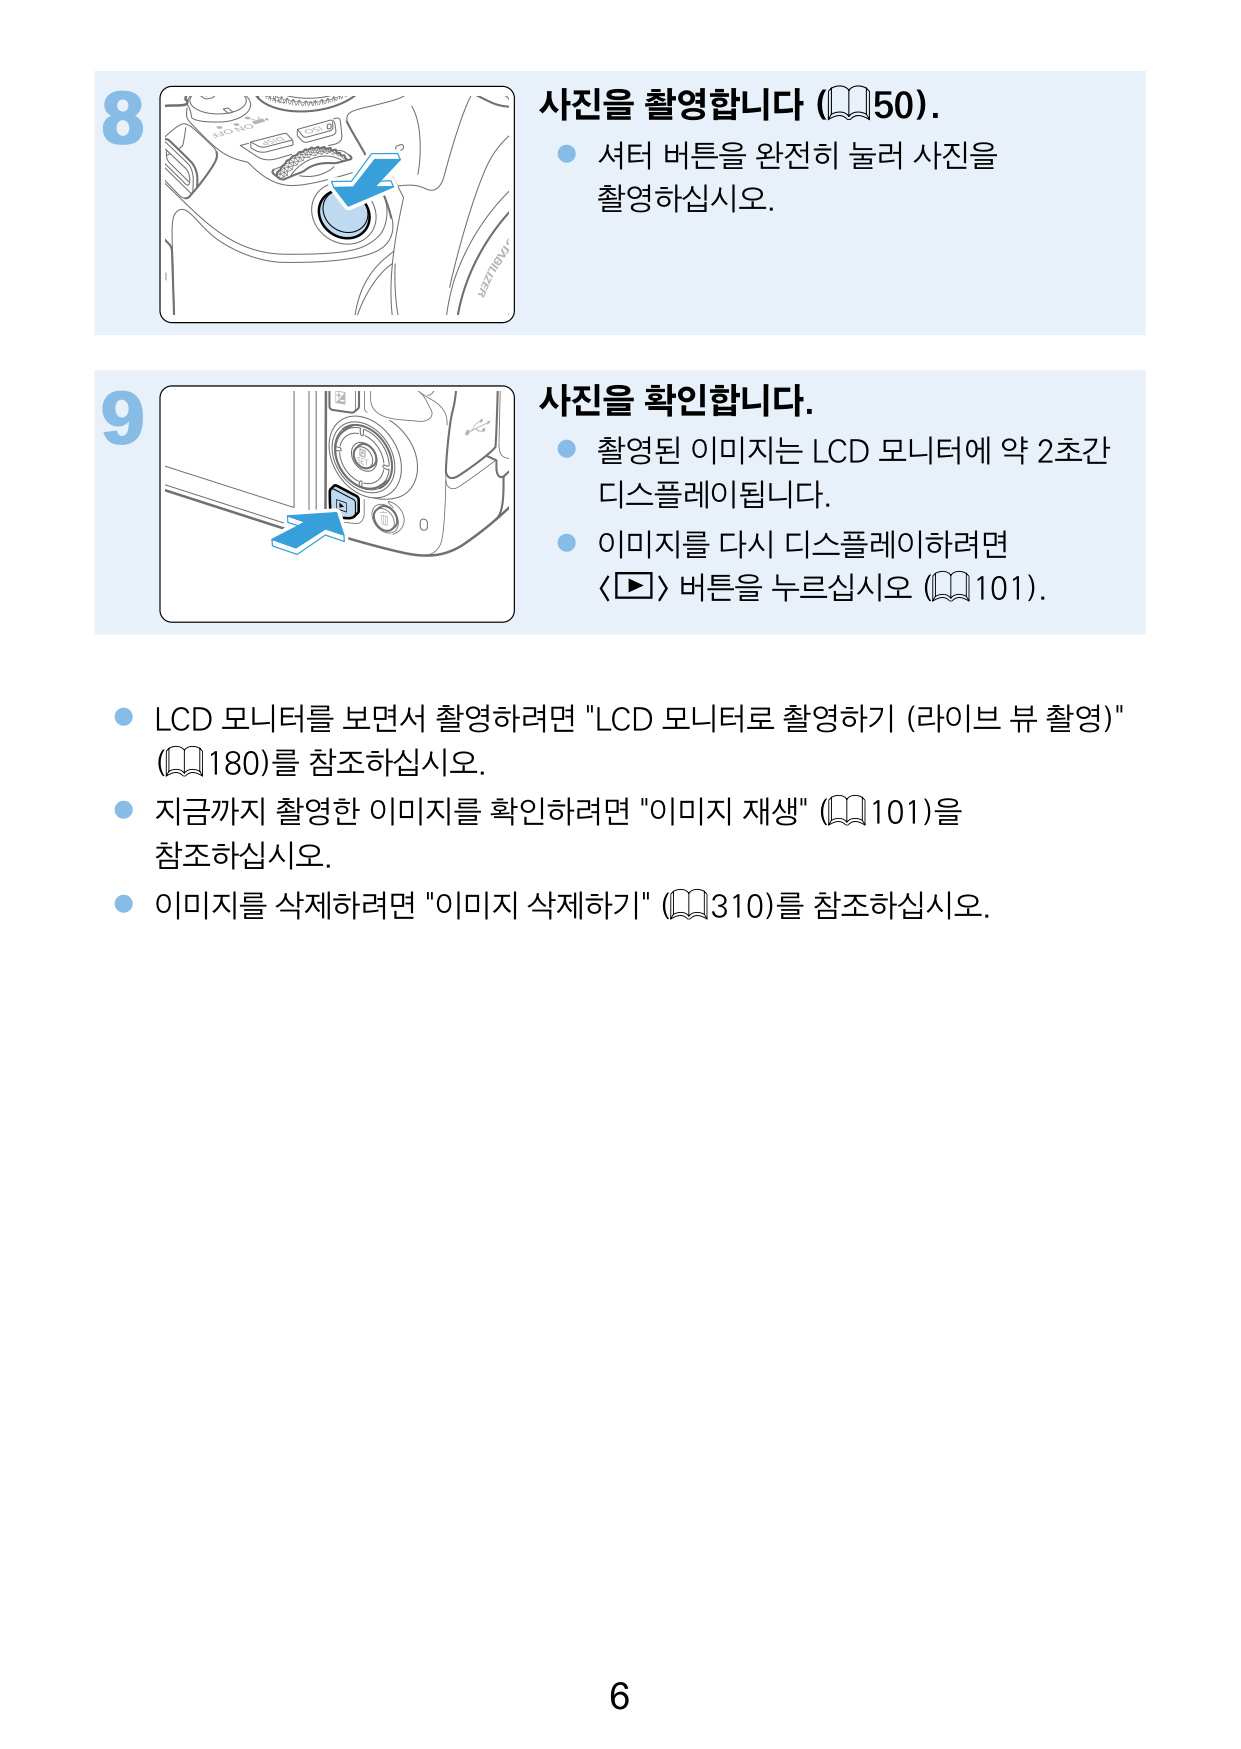 8
사진을 촬영합니다 (50).
● 셔터 버튼을 완전히 눌러 사진을
촬영하십시오.
ON OFF
DISP
ISO
STABILIZER
9
사진을 확인합니다.
● 촬영된 이미지는 LCD 모니터에 약 2초간
디스플레이됩니다.
● 이미지를 다시 디스플레이하려면
<▶> 버튼을 누르십시오 (101).
● LCD 모니터를 보면서 촬영하려면 "LCD 모니터로 촬영하기 (라이브 뷰 촬영)"
(180)를 참조하십시오.
● 지금까지 촬영한 이미지를 확인하려면 "이미지 재생" (101)을
참조하십시오.
● 이미지를 삭제하려면 "이미지 삭제하기" (310)를 참조하십시오.
6